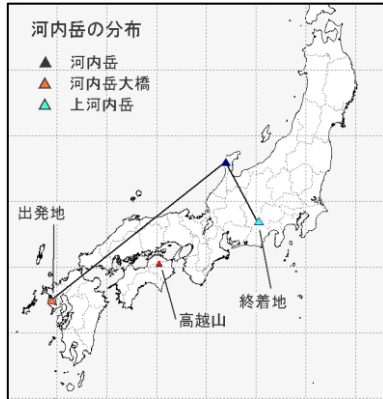 河内岳の分布
河内岳
河内岳大橋
上河内岳
出発地
終着地
高越山